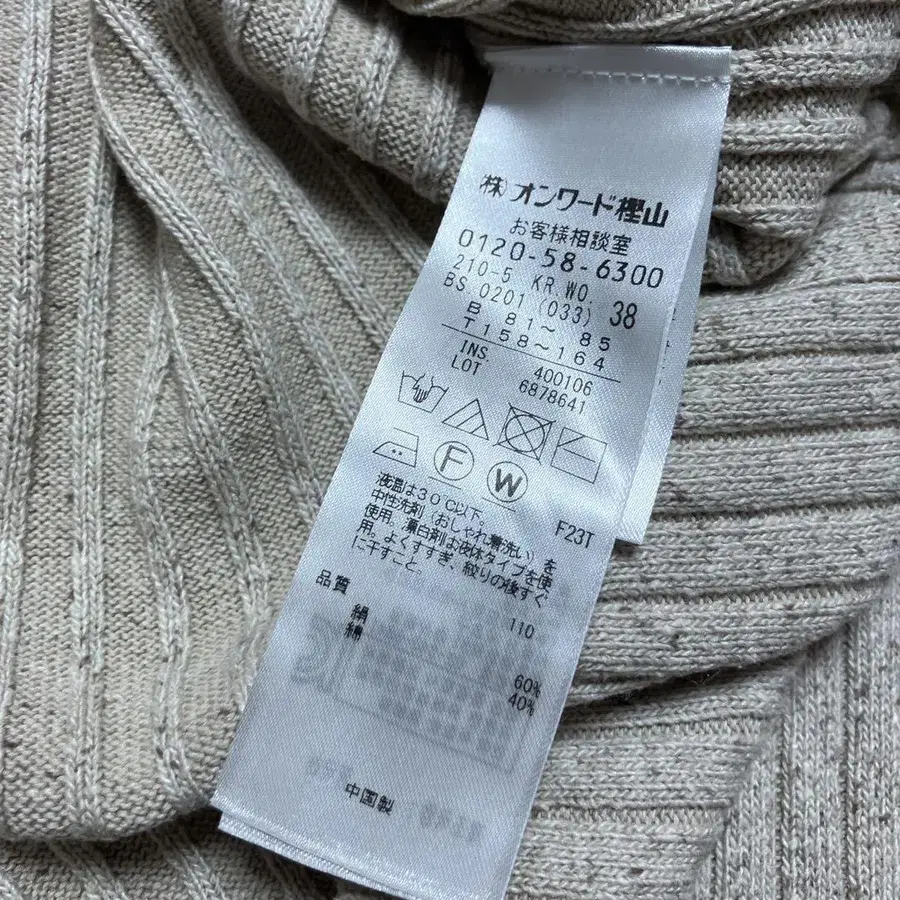 (株)オンワード樫山
お客様相談室
0120-58-6300
210-5 KR.WO.
BS 0201 (033) 38
B 81～ 85
T158～164
INS. 400106
LOT 6878641
F W
液温は30℃以下。
中性洗剤(おしゃれ着洗い)を
使用。漂白剤は液体タイプを使
用。よくすすぎ、絞りの後すぐ
に干すこと。
F23T
品質
110
絹 60%
綿 40%
中国製